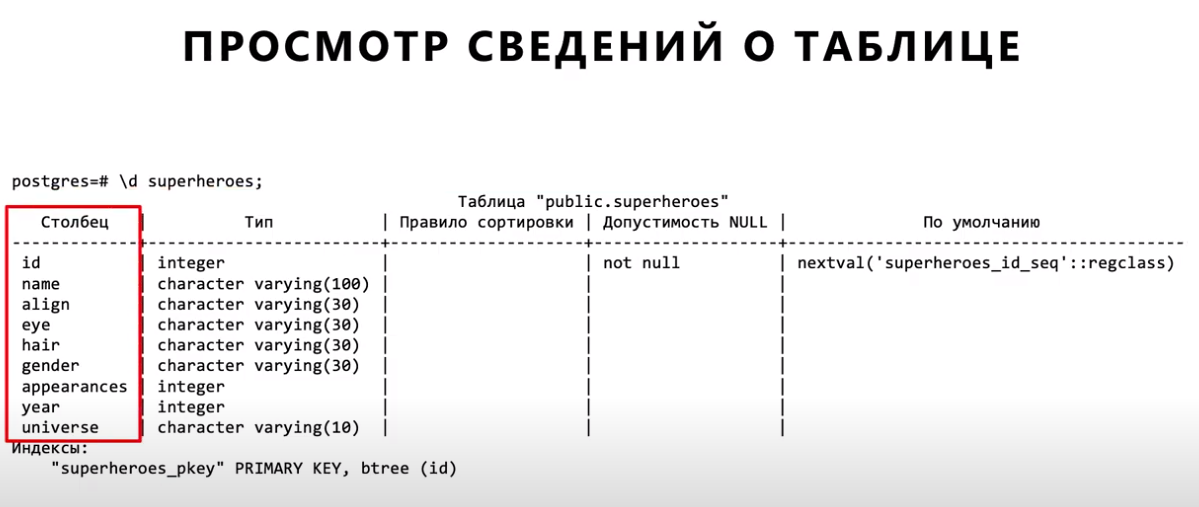 ПРОСМОТР СВЕДЕНИЙ О ТАБЛИЦЕ
postgres=# \d superheroes;
Таблица "public.superheroes"
Столбец | Тип | Правило сортировки | Допустимость NULL | По умолчанию
-------------+------------------------+--------------------+-------------------+-----------------------------------------
id | integer | | not null | nextval('superheroes_id_seq'::regclass)
name | character varying(100) | | |
align | character varying(30) | | |
eye | character varying(30) | | |
hair | character varying(30) | | |
gender | character varying(30) | | |
appearances | integer | | |
year | integer | | |
universe | character varying(10) | | |
Индексы:
"superheroes_pkey" PRIMARY KEY, btree (id)